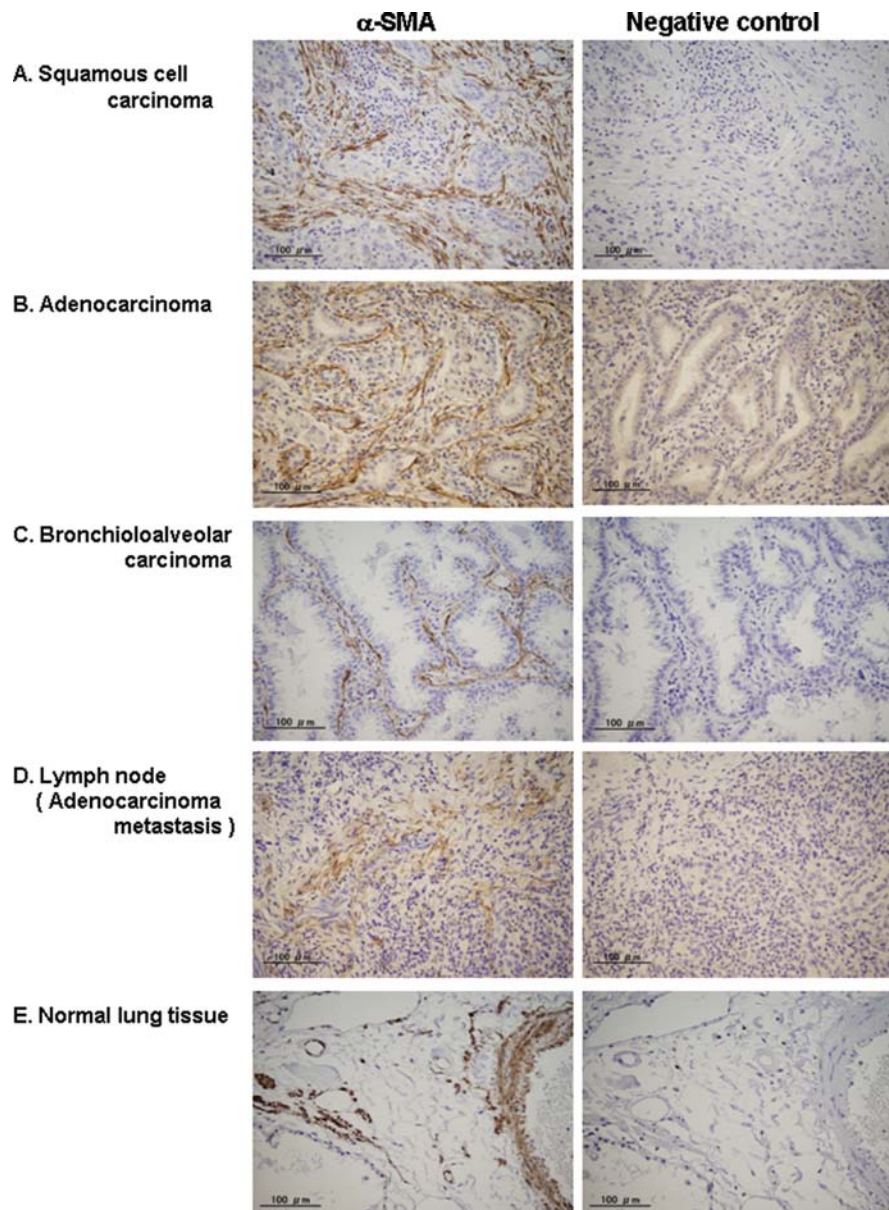 α-SMA Negative control
A. Squamous cell
carcinoma
100 μm
100 μm
B. Adenocarcinoma
100 μm
100 μm
C. Bronchioloalveolar
carcinoma
100 μm
100 μm
D. Lymph node
( Adenocarcinoma
metastasis )
100 μm
100 μm
E. Normal lung tissue
100 μm
100 μm